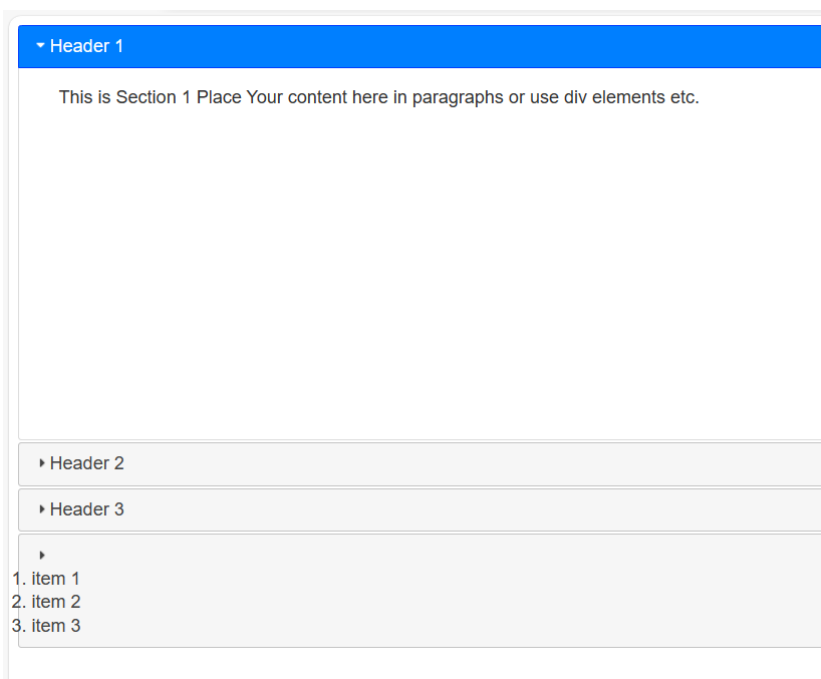 Header 1
This is Section 1 Place Your content here in paragraphs or use div elements etc.
Header 2
Header 3
1. item 1
2. item 2
3. item 3